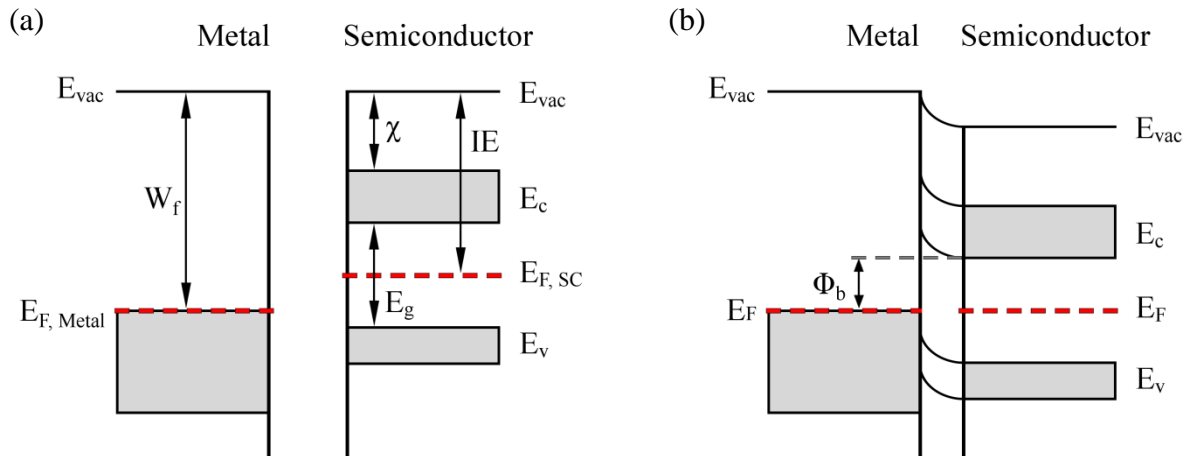 (a)
Metal
Semiconductor
E_vac
E_vac
χ
IE
W_f
E_c
E_F, SC
E_F, Metal
E_g
E_v
(b)
Metal
Semiconductor
E_vac
E_vac
E_c
Φ_b
E_F
E_F
E_v